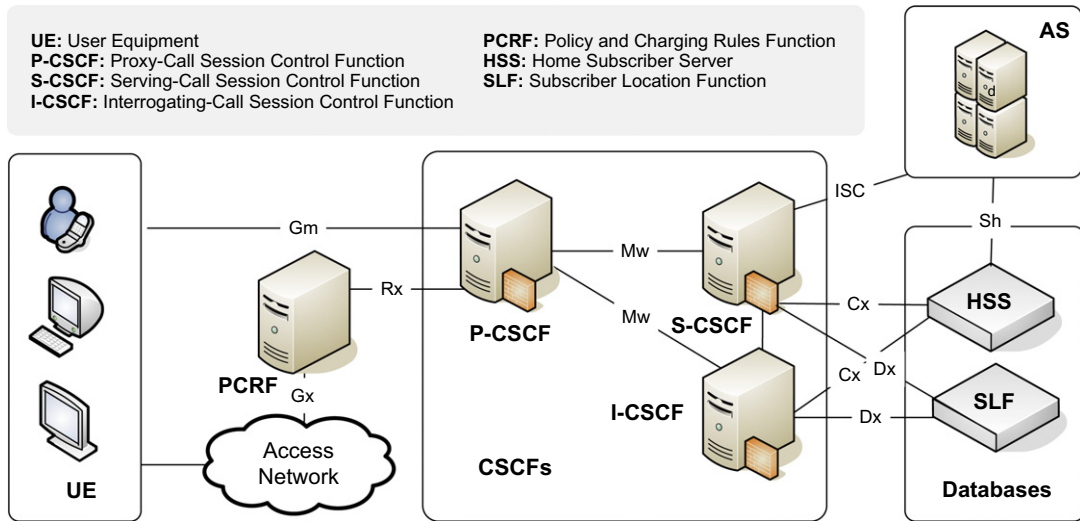 UE: User Equipment
P-CSCF: Proxy-Call Session Control Function
S-CSCF: Serving-Call Session Control Function
I-CSCF: Interrogating-Call Session Control Function
PCRF: Policy and Charging Rules Function
HSS: Home Subscriber Server
SLF: Subscriber Location Function
AS
d
ISC
Sh
Gm
Mw
Rx
Mw
Cx
HSS
P-CSCF
S-CSCF
PCRF
Cx
Dx
Gx
I-CSCF
Dx
SLF
Access
Network
CSCFs
UE
Databases